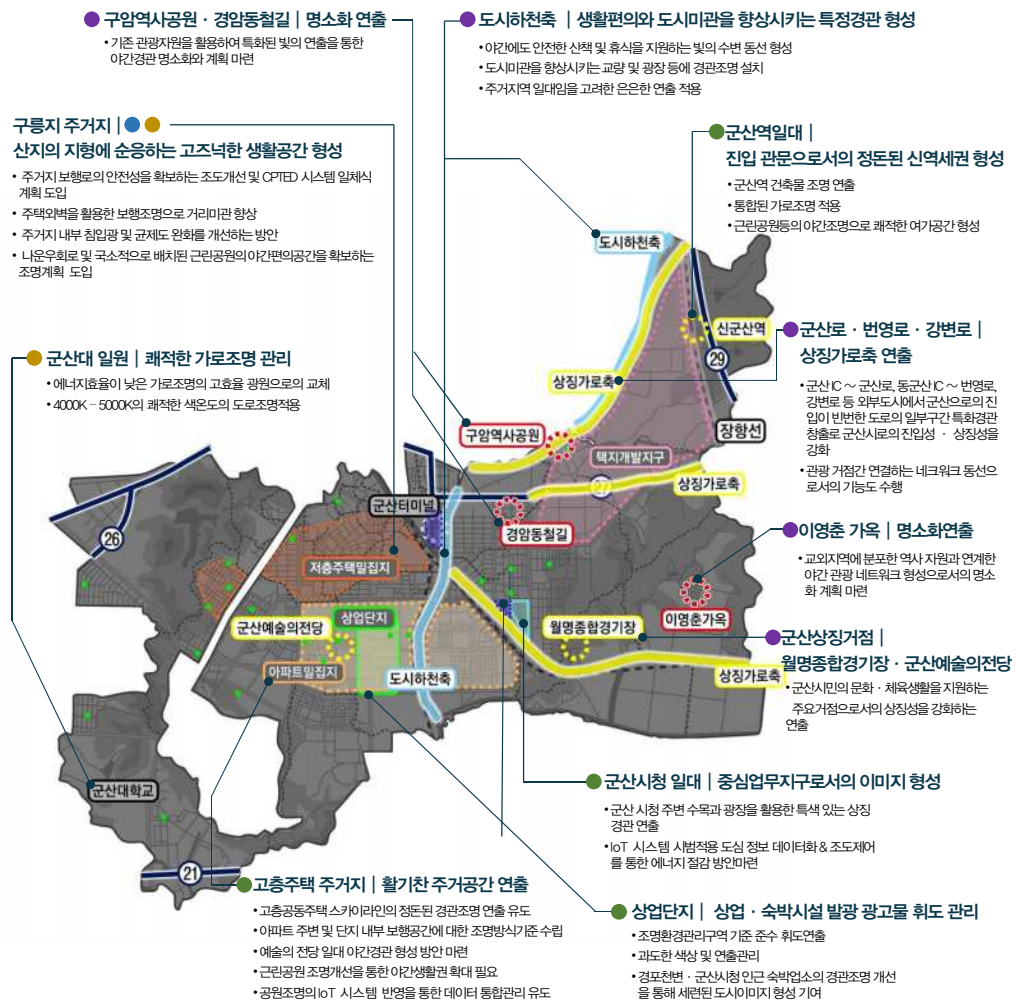 구암역사공원 · 경암동철길 | 명소화 연출
• 기존 관광자원을 활용하여 특화된 빛의 연출을 통한
야간경관 명소화와 계획 마련
도시하천축 | 생활편의와 도시미관을 향상시키는 특정경관 형성
• 야간에도 안전한 산책 및 휴식을 지원하는 빛의 수변 동선 형성
• 도시미관을 향상시키는 교량 및 광장 등에 경관조명 설치
• 주거지역 일대임을 고려한 은은한 연출 적용
구릉지 주거지 |
산지의 지형에 순응하는 고즈넉한 생활공간 형성
• 주거지 보행로의 안전성을 확보하는 조도개선 및 CPTED 시스템 일체식
계획 도입
• 주택외벽을 활용한 보행조명으로 거리미관 향상
• 주거지 내부 침입광 및 균제도 완화를 개선하는 방안
• 나운우회로 및 국소적으로 배치된 근린공원의 야간편의공간을 확보하는
조명계획 도입
군산역일대 |
진입 관문으로서의 정돈된 신역세권 형성
• 군산역 건축물 조명 연출
• 통합된 가로조명 적용
• 근린공원등의 야간조명으로 쾌적한 여가공간 형성
군산대 일원 | 쾌적한 가로조명 관리
• 에너지효율이 낮은 가로조명의 고효율 광원으로의 교체
• 4000K – 5000K의 쾌적한 색온도의 도로조명적용
군산로 · 번영로 · 강변로 |
상징가로축 연출
• 군산IC ~ 군산로, 동군산IC ~ 번영로,
강변로 등 외부도시에서 군산으로의 진
입이 빈번한 도로의 일부구간 특화경관
창출로 군산시로의 진입성 · 상징성을
강화
• 관광 거점간 연결하는 네크워크 동선으
로서의 기능도 수행
이영춘 가옥 | 명소화연출
• 교외지역에 분포한 역사 자원과 연계한
야간 관광 네트워크 형성으로서의 명소
화 계획 마련
군산상징거점 |
월명종합경기장 · 군산예술의전당
• 군산시민의 문화 · 체육생활을 지원하는
주요거점으로서의 상징성을 강화하는
연출
군산시청 일대 | 중심업무지구로서의 이미지 형성
• 군산 시청 주변 수목과 광장을 활용한 특색 있는 상징
경관 연출
• IoT 시스템 시범적용 도심 정보 데이터화 & 조도제어
를 통한 에너지 절감 방안마련
고층주택 주거지 | 활기찬 주거공간 연출
• 고층공동주택 스카이라인의 정돈된 경관조명 연출 유도
• 아파트 주변 및 단지 내부 보행공간에 대한 조명방식기준 수립
• 예술의 전당 일대 야간경관 형성 방안 마련
• 근린공원 조명개선을 통한 야간생활권 확대 필요
• 공원조명의 IoT 시스템 반영을 통한 데이터 통합관리 유도
상업단지 | 상업 · 숙박시설 발광 광고물 휘도 관리
• 조명환경관리구역 기준 준수 휘도연출
• 과도한 색상 및 연출관리
• 경포천변 · 군산시청 인근 숙박업소의 경관조명 개선
을 통해 세련된 도시이미지 형성 기여
도시하천축
신군산역
29
상징가로축
구암역사공원
장항선
택지개발지구
27
상징가로축
군산터미널
경암동철길
26
저층주택밀집지
이영춘가옥
상업단지
군산예술의전당
월명종합경기장
아파트밀집지
도시하천축
상징가로축
군산대학교
21